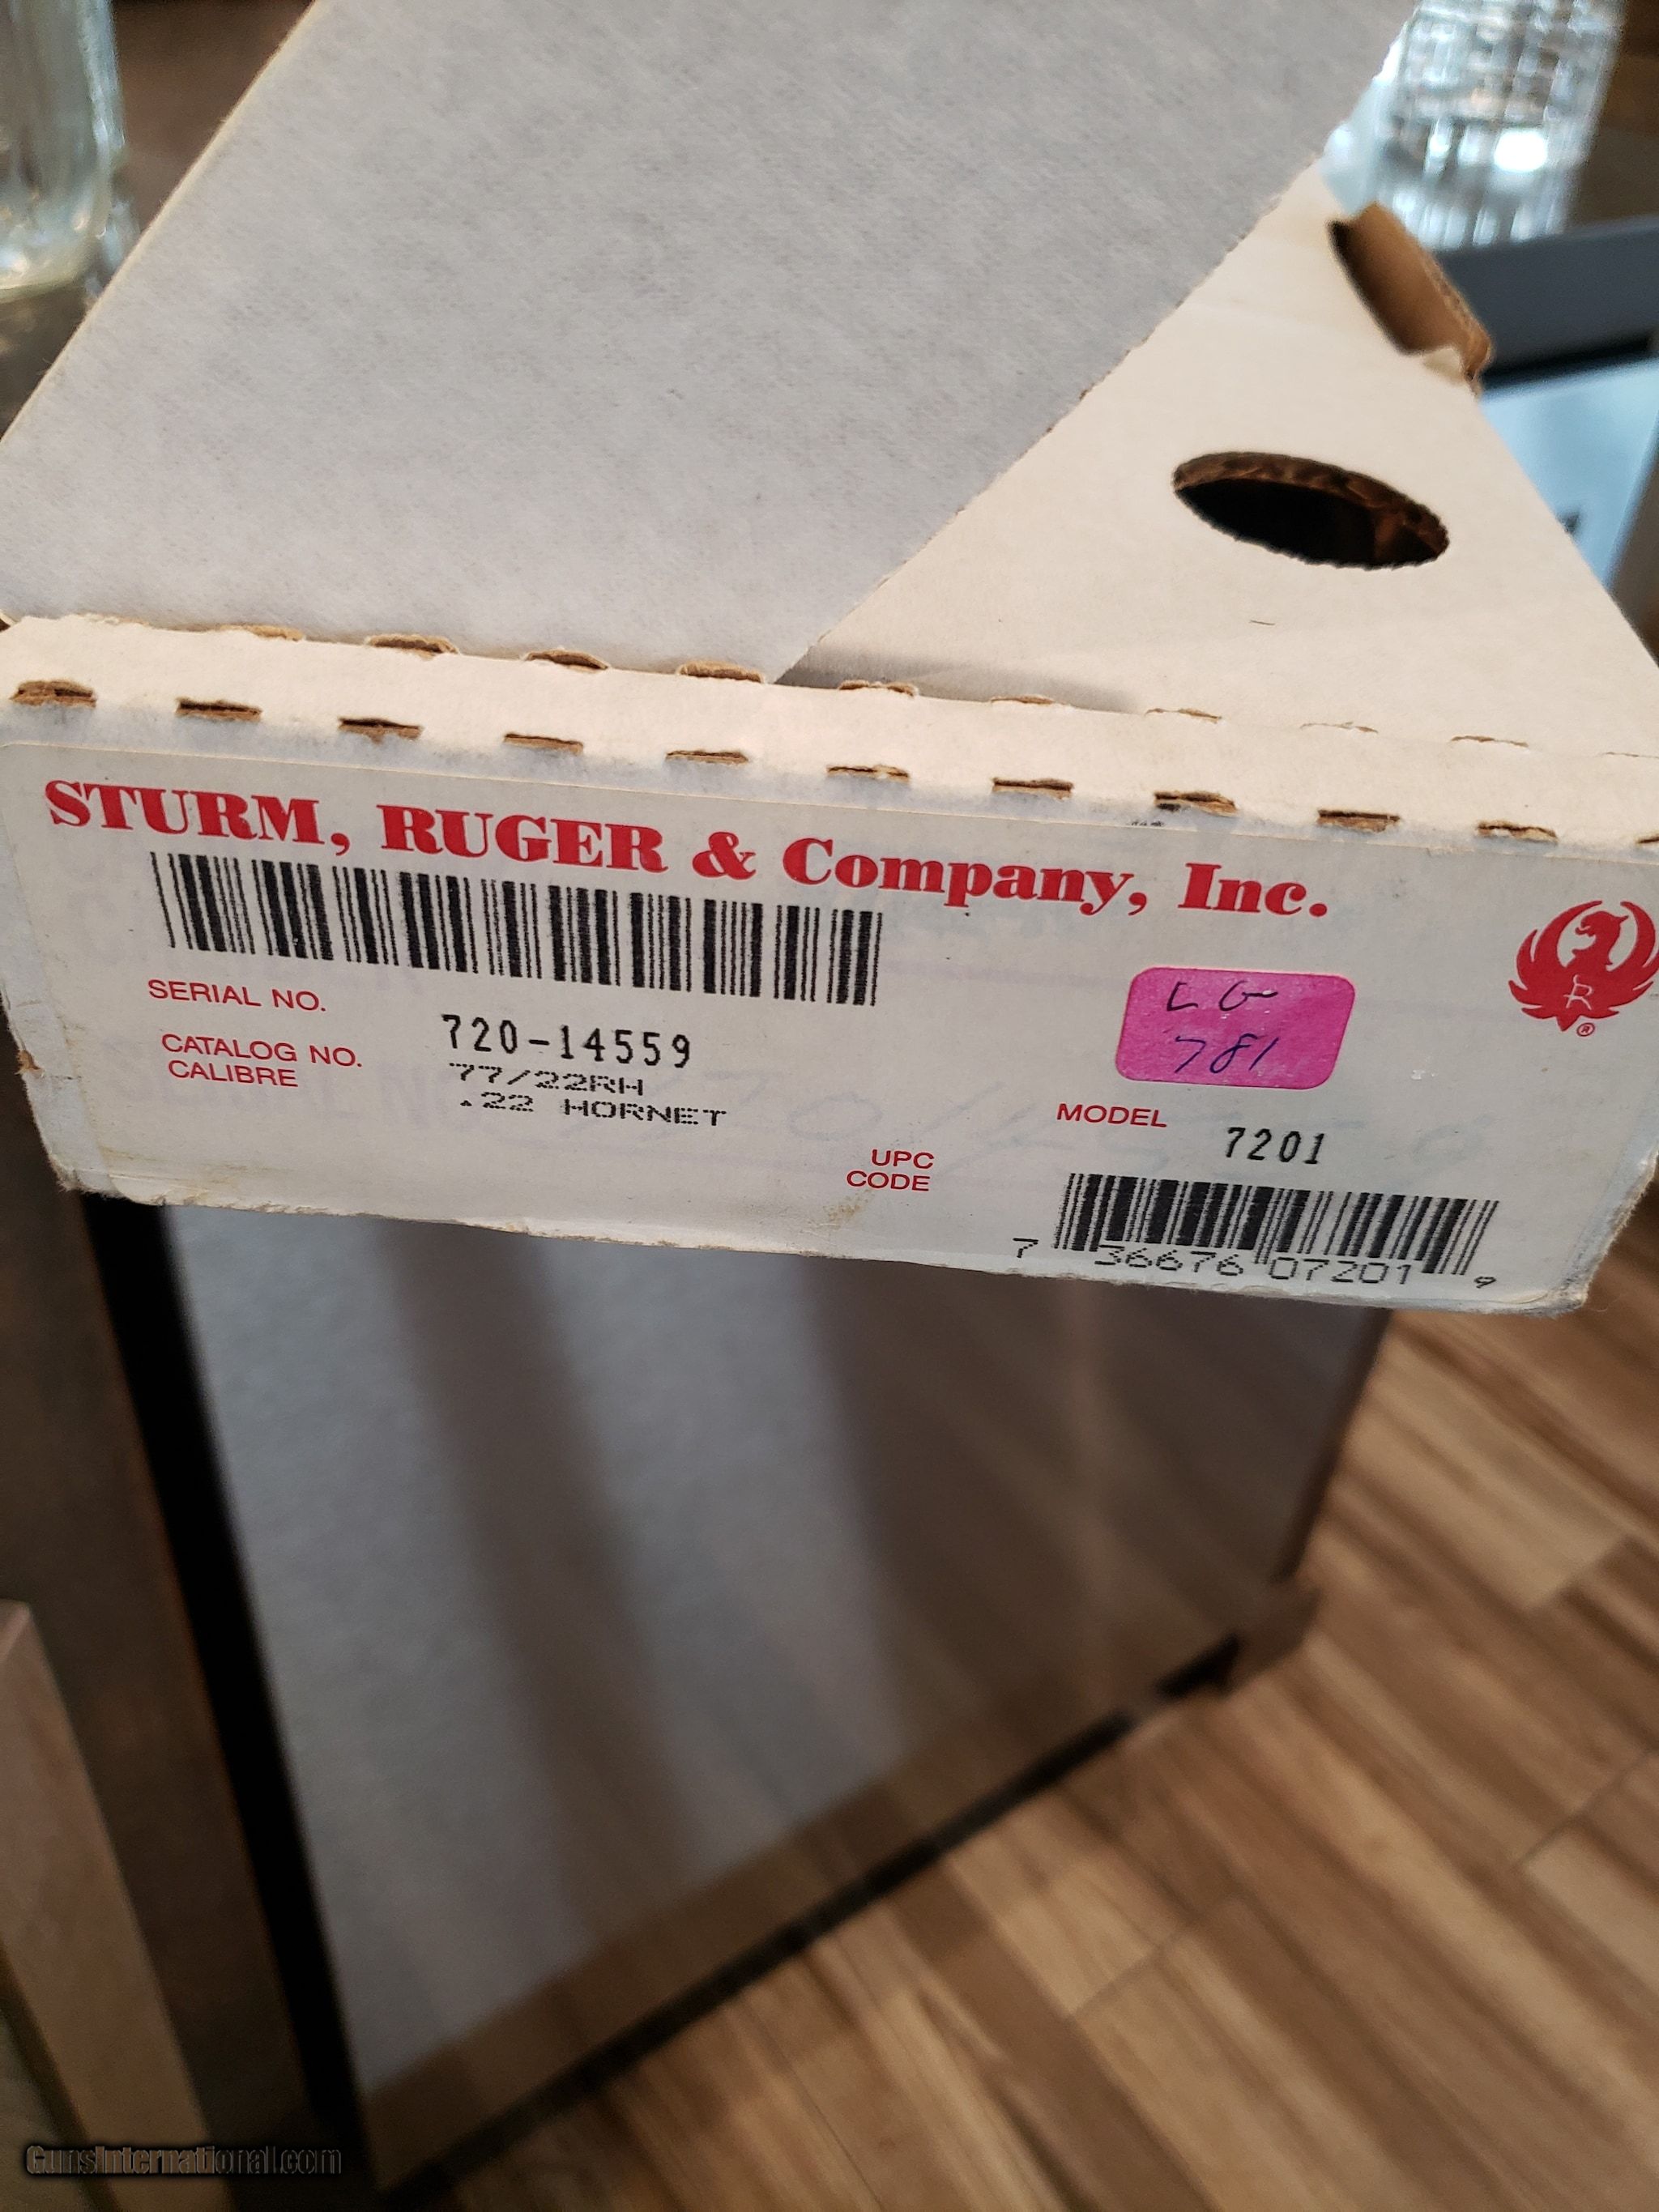 STURM, RUGER & Company, Inc.
SERIAL NO.
720-14559
CATALOG NO.
77/22RH
CALIBRE
.22 HORNET
LG
781
R
®
MODEL
7201
UPC
CODE
7 36676 07201 9
GunsInternational.com